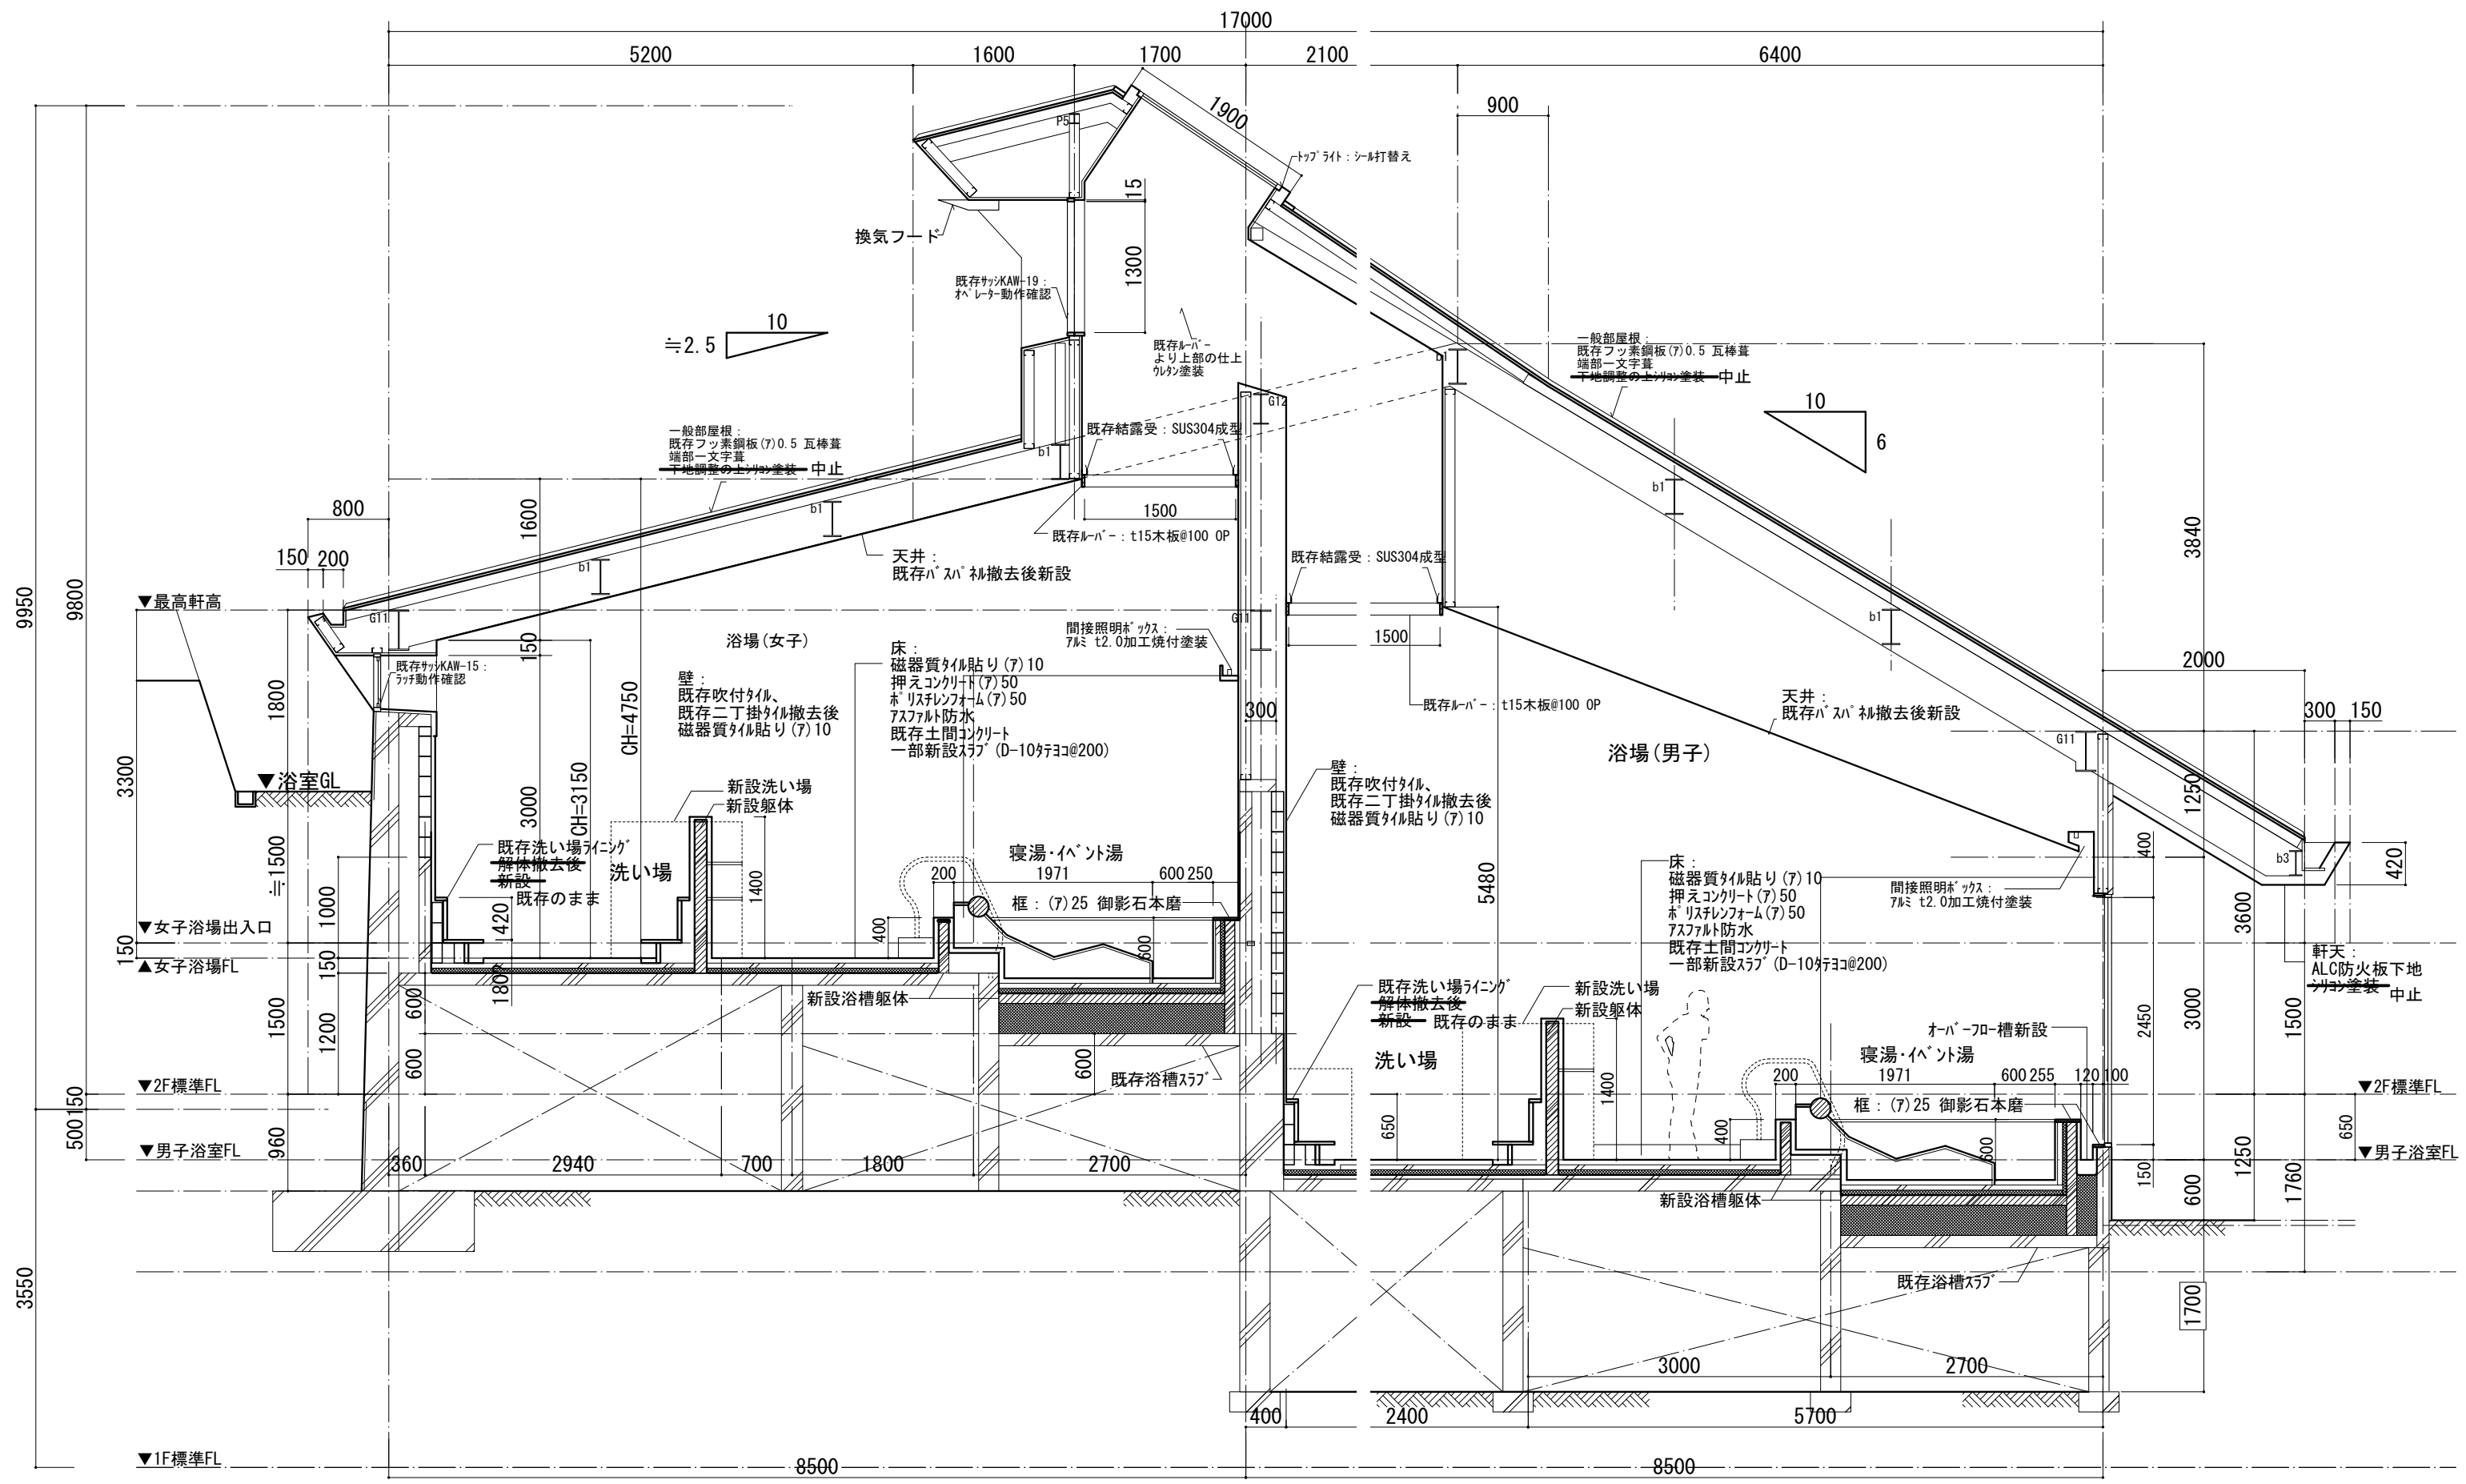 17000
5200
1600
1700
2100
6400
1900
900
P5
トップライト：シール打替え
15
1300
換気フード
既存サッシKAW-19：
オペレーター動作確認
10
≒2.5
既存ルーバー
より上部の仕上
ウレタン塗装
b1
一般部屋根：
既存フッ素鋼板(ア)0.5 瓦棒葺
端部一文字葺
下地調整の上シリコン塗装 中止
10
6
G12
一般部屋根：
既存フッ素鋼板(ア)0.5 瓦棒葺
端部一文字葺
下地調整の上シリコン塗装 中止
既存結露受：SUS304成型
b1
b1
b1
800
1600
1500
既存ルーバー：t15木板@100 OP
3840
150
200
b1
天井：
既存バスパネル撤去後新設
既存結露受：SUS304成型
9950
9800
▼最高軒高
G11
G11
b1
150
浴場(女子)
間接照明ボックス：
アルミ t2.0加工焼付塗装
1500
既存サッシKAW-15：
ラッチ動作確認
床：
磁器質タイル貼り(ア)10
押えコンクリート(ア)50
ポリスチレンフォーム(ア)50
アスファルト防水
既存土間コンクリート
一部新設スラブ(D-10タテヨコ@200)
壁：
既存吹付タイル、
既存二丁掛タイル撤去後
磁器質タイル貼り(ア)10
2000
1800
CH=4750
300
既存ルーバー：t15木板@100 OP
天井：
既存バスパネル撤去後新設
300
150
G11
浴場(男子)
3300
▼浴室GL
新設洗い場
新設躯体
壁：
既存吹付タイル、
既存二丁掛タイル撤去後
磁器質タイル貼り(ア)10
1250
3000
CH=3150
既存洗い場ライニング
解体撤去後
新設
既存のまま
洗い場
≒1500
1000
寝湯・イベント湯
200
1971
600
250
1400
5480
床：
磁器質タイル貼り(ア)10
押えコンクリート(ア)50
ポリスチレンフォーム(ア)50
アスファルト防水
既存土間コンクリート
一部新設スラブ(D-10タテヨコ@200)
400
b3
420
間接照明ボックス：
アルミ t2.0加工焼付塗装
3600
框：(ア)25 御影石本磨
420
400
600
▼女子浴場出入口
150
▲女子浴場FL
150
180
軒天：
ALC防火板下地
シリコン塗装 中止
新設浴槽躯体
既存洗い場ライニング
解体撤去後
新設
既存のまま
新設洗い場
新設躯体
1500
1200
600
600
600
既存浴槽スラブ
洗い場
オーバーフロー槽新設
寝湯・イベント湯
2450
3000
1500
200
1971
600
255
120
100
▼2F標準FL
▼2F標準FL
150
500
650
1400
框：(ア)25 御影石本磨
400
600
650
▼男子浴室FL
▼男子浴室FL
960
360
2940
700
1800
2700
新設浴槽躯体
150
600
1250
1760
3550
既存浴槽スラブ
1700
3000
2700
400
2400
5700
▼1F標準FL
8500
8500